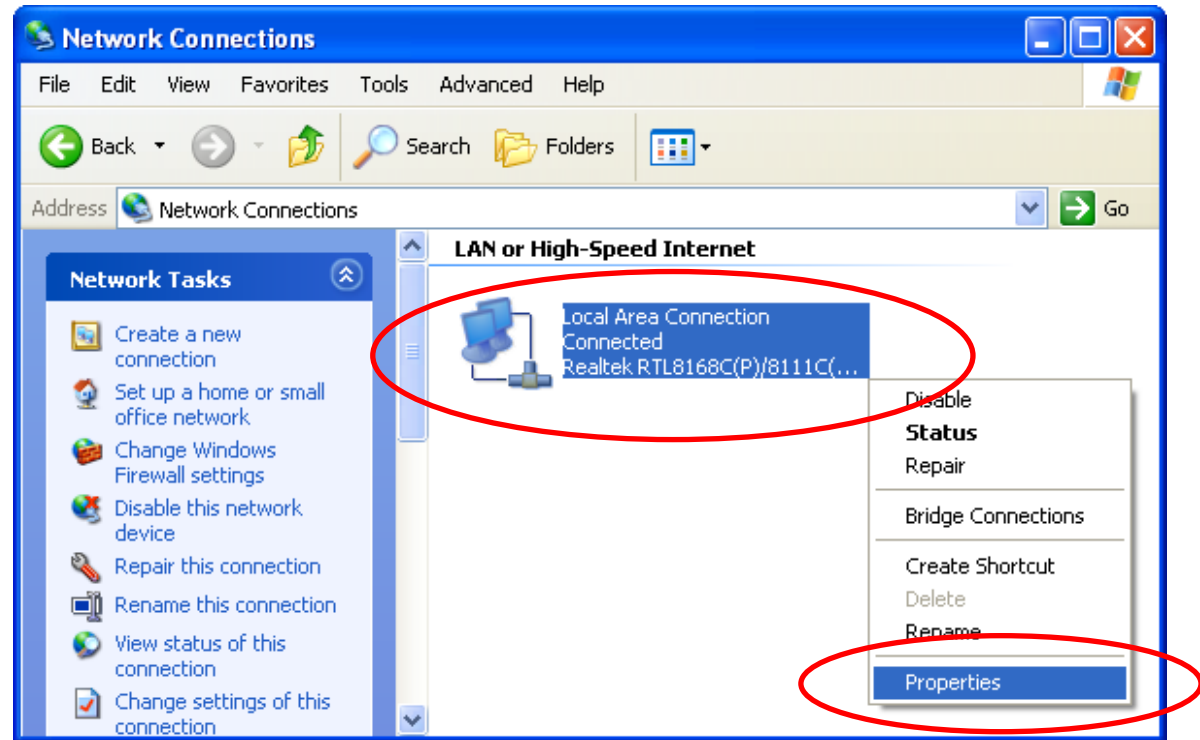 Network Connections
File Edit View Favorites Tools Advanced Help
Back Search Folders
Address Network Connections Go
Network Tasks
Create a new
connection
Set up a home or small
office network
Change Windows
Firewall settings
Disable this network
device
Repair this connection
Rename this connection
View status of this
connection
Change settings of this
connection
LAN or High-Speed Internet
Local Area Connection
Connected
Realtek RTL8168C(P)/8111C(...
Disable
Status
Repair
Bridge Connections
Create Shortcut
Delete
Rename
Properties